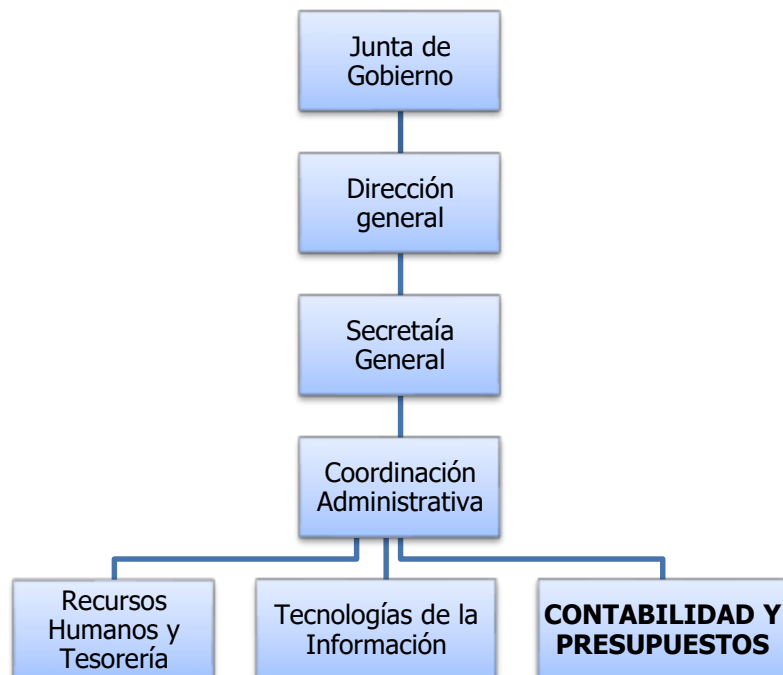 Junta de
Gobierno
Dirección
general
Secretaía
General
Coordinación
Administrativa
Recursos
Humanos y
Tesorería
Tecnologías de la
Información
CONTABILIDAD Y
PRESUPUESTOS